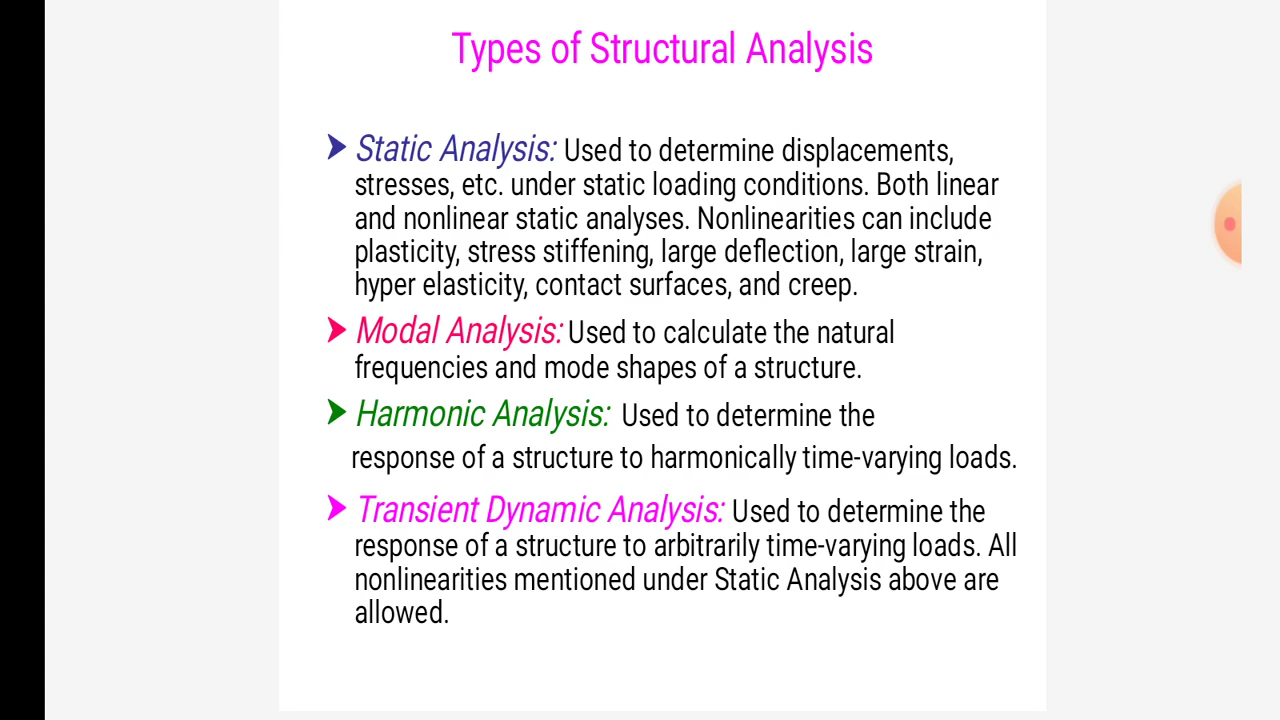 Types of Structural Analysis
Static Analysis: Used to determine displacements,
stresses, etc. under static loading conditions. Both linear
and nonlinear static analyses. Nonlinearities can include
plasticity, stress stiffening, large deflection, large strain,
hyper elasticity, contact surfaces, and creep.
Modal Analysis: Used to calculate the natural
frequencies and mode shapes of a structure.
Harmonic Analysis: Used to determine the
response of a structure to harmonically time-varying loads.
Transient Dynamic Analysis: Used to determine the
response of a structure to arbitrarily time-varying loads. All
nonlinearities mentioned under Static Analysis above are
allowed.